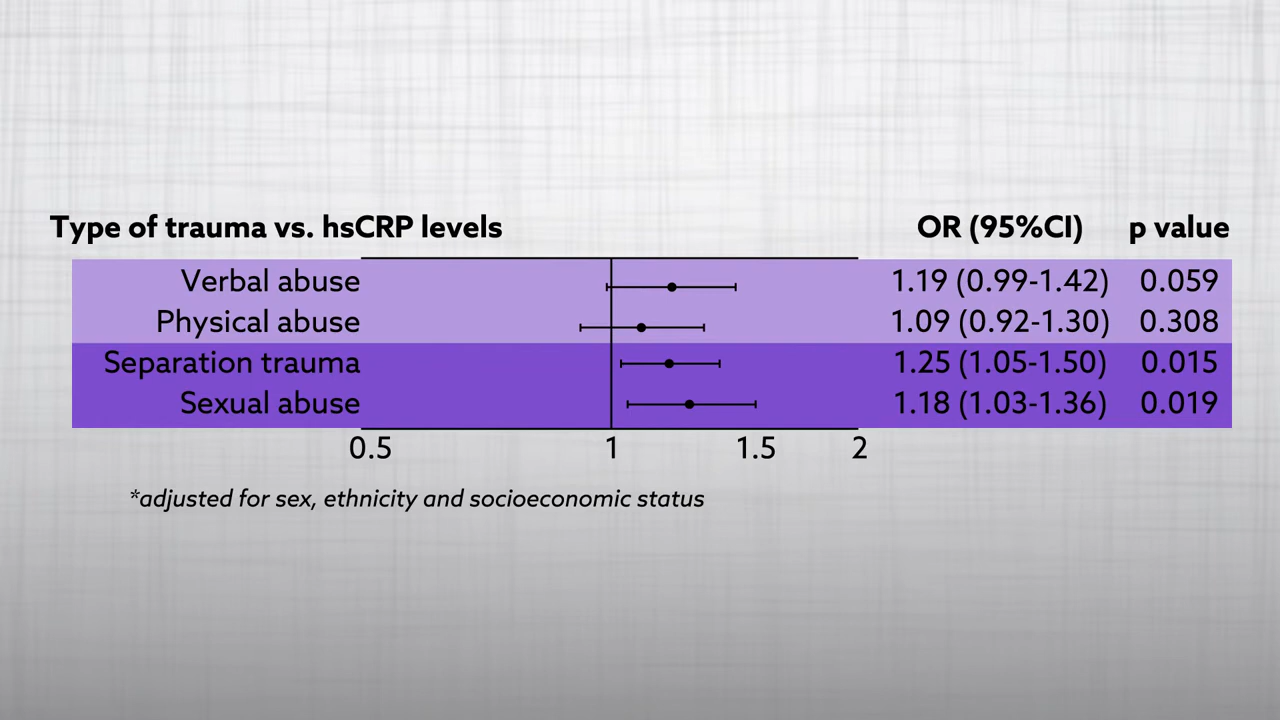 Type of trauma vs. hsCRP levels OR (95%CI) p value
Verbal abuse 1.19 (0.99-1.42) 0.059
Physical abuse 1.09 (0.92-1.30) 0.308
Separation trauma 1.25 (1.05-1.50) 0.015
Sexual abuse 1.18 (1.03-1.36) 0.019
0.5 1 1.5 2
*adjusted for sex, ethnicity and socioeconomic status